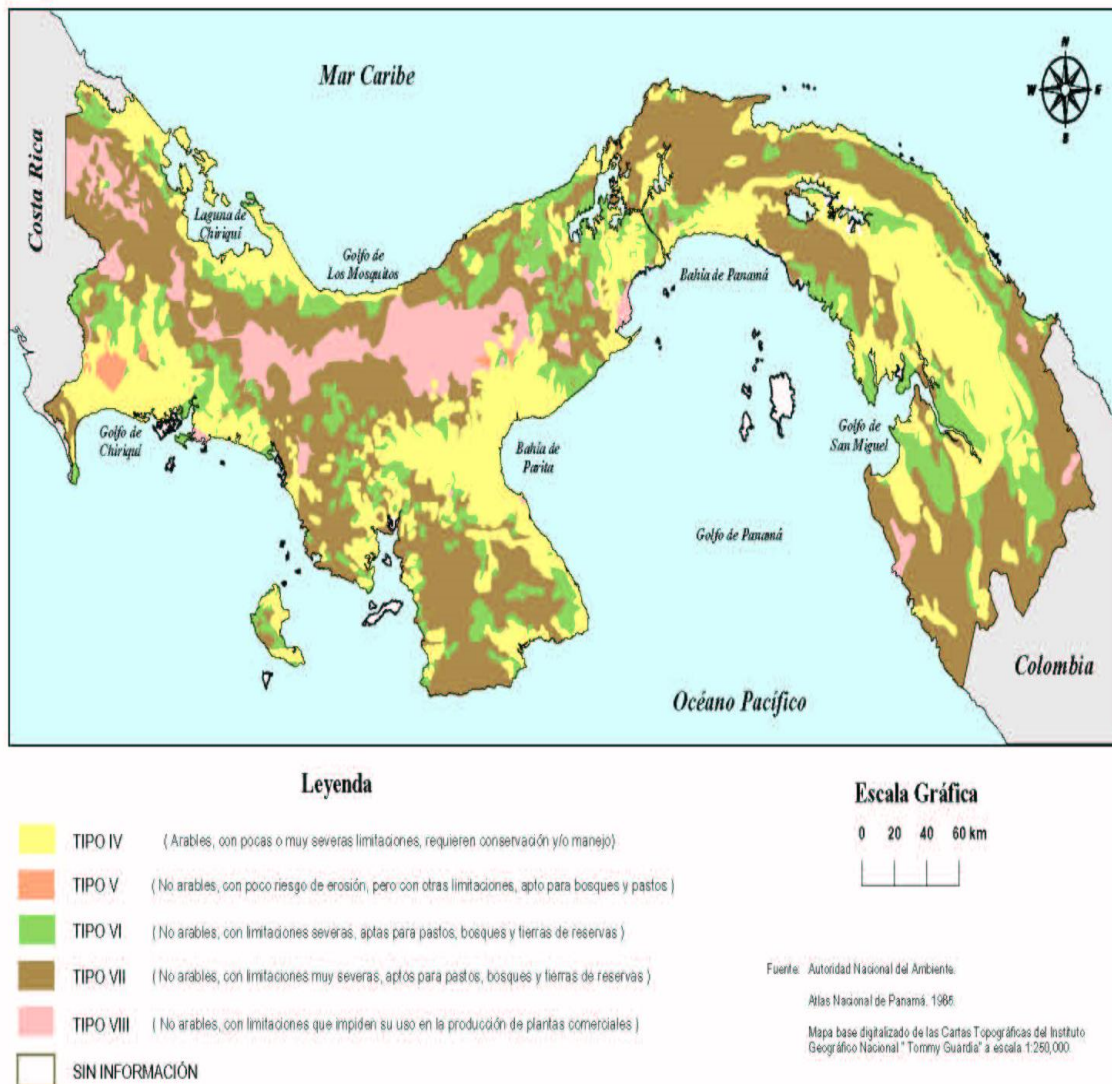 Mar Caribe
N
W E
S
Costa Rica
Laguna de
Chiriquí
Golfo de
Los Mosquitos
Bahía de Panamá
Golfo de
Chiriquí
Bahía de
Parita
Golfo de
San Miguel
Golfo de Panamá
Colombia
Océano Pacífico
Leyenda
TIPO IV ( Arables, con pocas o muy severas limitaciones, requieren conservación y/o manejo)
TIPO V ( No arables, con poco riesgo de erosión, pero con otras limitaciones, apto para bosques y pastos )
TIPO VI ( No arables, con limitaciones severas, aptas para pastos, bosques y tierras de reservas )
TIPO VII ( No arables, con limitaciones muy severas, aptos para pastos, bosques y tierras de reservas )
TIPO VIII ( No arables, con limitaciones que impiden su uso en la producción de plantas comerciales )
SIN INFORMACIÓN
Escala Gráfica
0 20 40 60 km
Fuente: Autoridad Nacional del Ambiente.
Atlas Nacional de Panamá, 1988.
Mapa base digitalizado de las Cartas Topográficas del Instituto
Geográfico Nacional " Tommy Guardia" a escala 1:250,000.